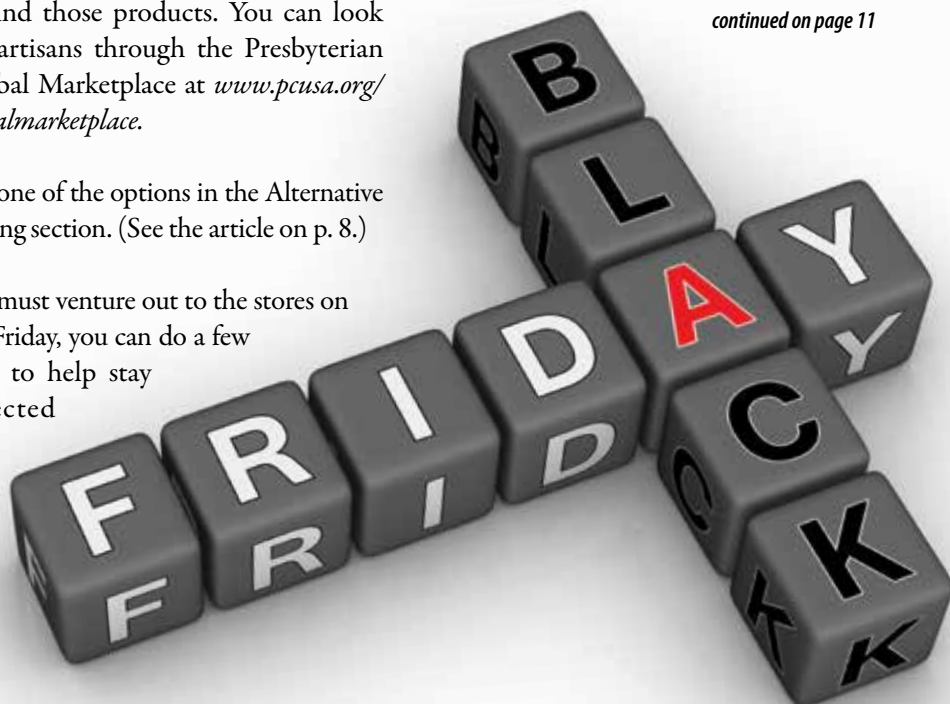 nd those products. You can look
artisans through the Presbyterian
bal Marketplace at www.pcusa.org/
almarketplace.
one of the options in the Alternative
ng section. (See the article on p. 8.)
must venture out to the stores on
Friday, you can do a few
to help stay
ected
continued on page 11
BLACK
FRIDAY